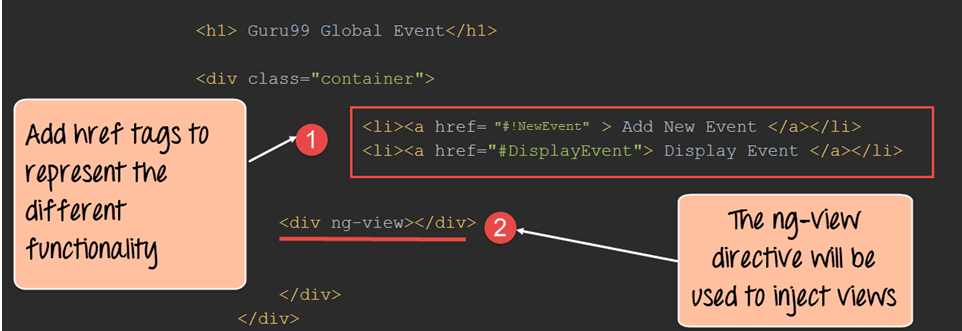 <h1> Guru99 Global Event</h1>
<div class="container">
Add href tags to
represent the
different
functionality
1
<li><a href= "#!NewEvent" > Add New Event </a></li>
<li><a href="#DisplayEvent"> Display Event </a></li>
<div ng-view></div>
2
The ng-view
directive will be
used to inject views
</div>
</div>